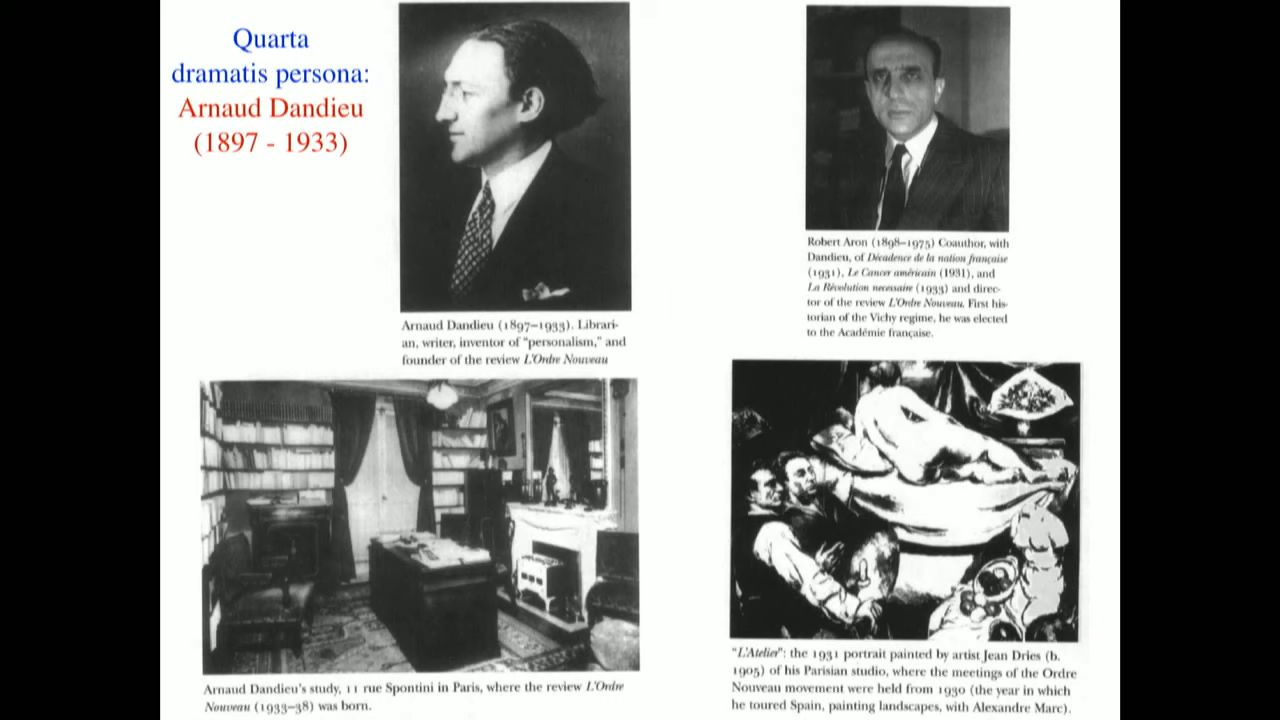 Quarta
dramatis persona:
Arnaud Dandieu
(1897 - 1933)
Arnaud Dandieu (1897–1933). Librari-
an, writer, inventor of "personalism," and
founder of the review L'Ordre Nouveau
Robert Aron (1898–1975) Coauthor, with
Dandieu, of Décadence de la nation française
(1931), Le Cancer américain (1931), and
La Révolution necessaire (1933) and direc-
tor of the review L'Ordre Nouveau. First his-
torian of the Vichy regime, he was elected
to the Académie française.
Arnaud Dandieu's study, 11 rue Spontini in Paris, where the review L'Ordre
Nouveau (1933–38) was born.
"L'Atelier": the 1931 portrait painted by artist Jean Dries (b.
1905) of his Parisian studio, where the meetings of the Ordre
Nouveau movement were held from 1930 (the year in which
he toured Spain, painting landscapes, with Alexandre Marc).